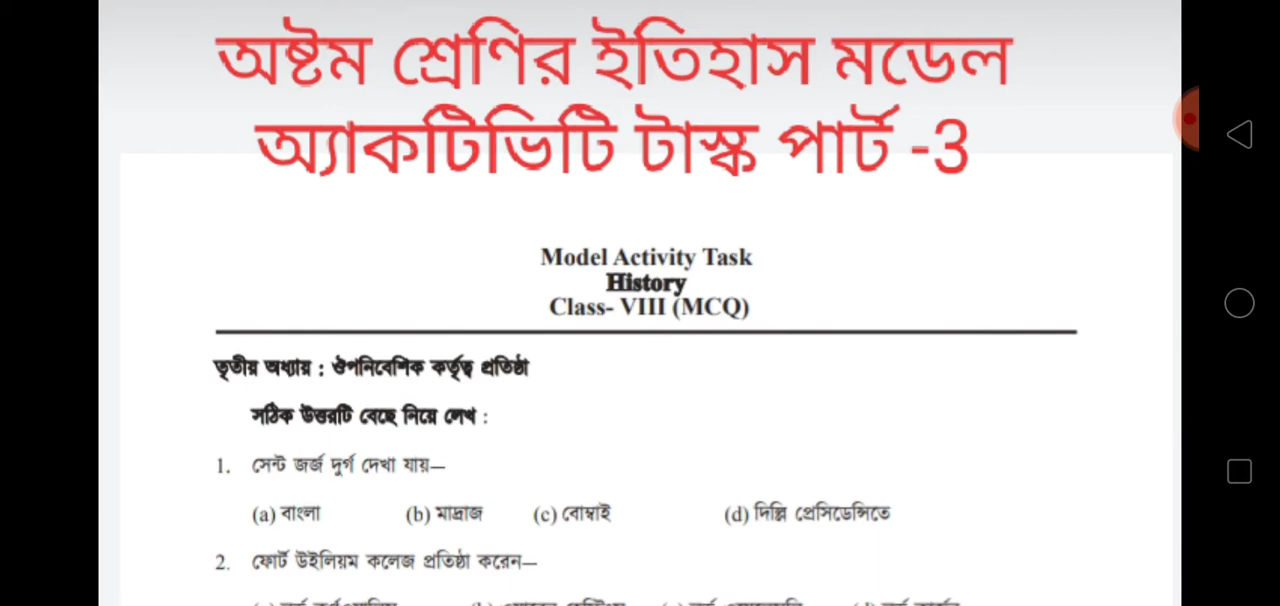 অষ্টম শ্রেণির ইতিহাস মডেল
অ্যাকটিভিটি টাস্ক পার্ট -3
Model Activity Task
History
Class- VIII (MCQ)
তৃতীয় অধ্যায় : ঔপনিবেশিক কর্তৃত্ব প্রতিষ্ঠা
সঠিক উত্তরটি বেছে নিয়ে লেখ :
1. সেন্ট জর্জ দুর্গ দেখা যায়—
(a) বাংলা (b) মাদ্রাজ (c) বোম্বাই (d) দিল্লি প্রেসিডেন্সিতে
2. ফোর্ট উইলিয়ম কলেজ প্রতিষ্ঠা করেন—